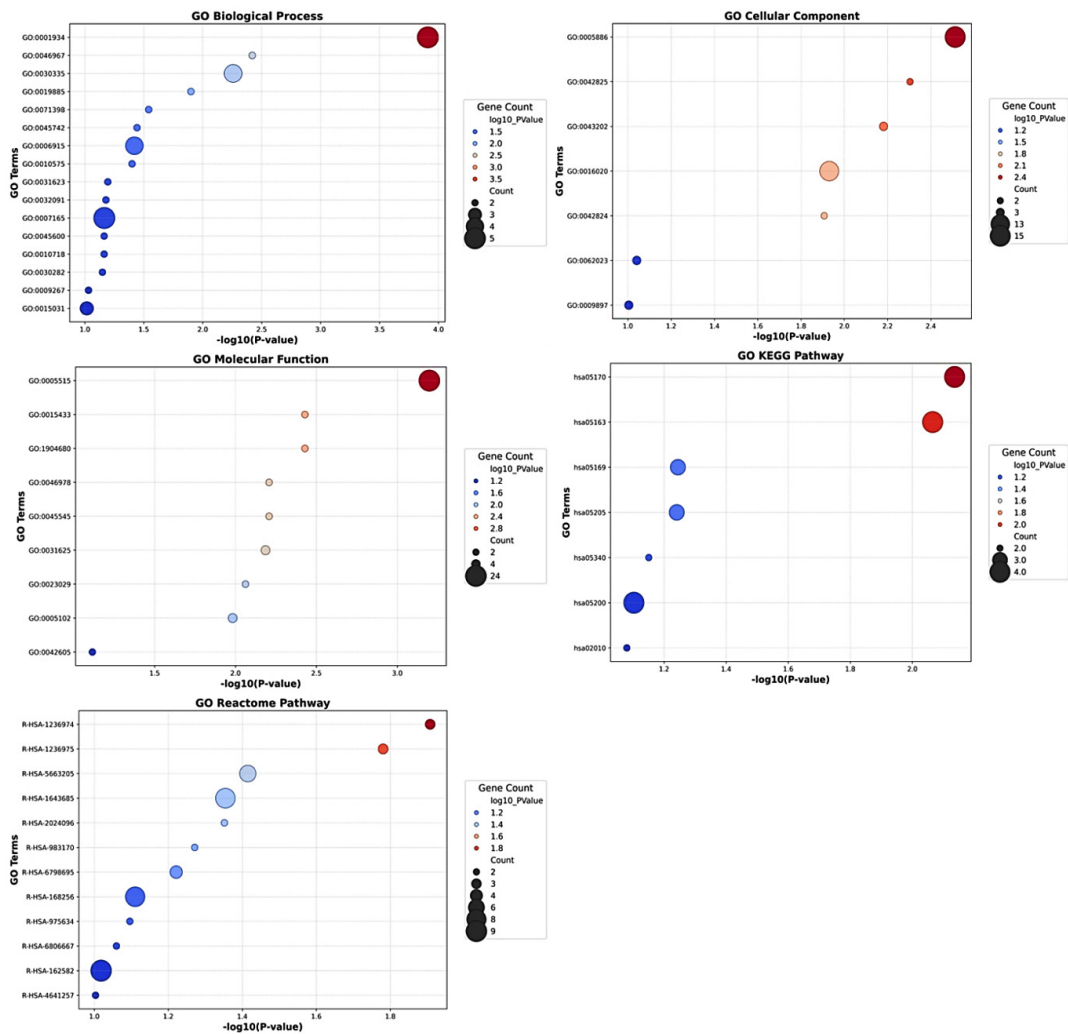 GO Biological Process
GO Terms
GO:0001934
GO:0046967
GO:0030335
GO:0019885
GO:0071398
GO:0045742
GO:0006915
GO:0010575
GO:0031623
GO:0032091
GO:0007165
GO:0045600
GO:0010718
GO:0030282
GO:0009267
GO:0015031
1.0 1.5 2.0 2.5 3.0 3.5 4.0
-log10(P-value)
Gene Count
log10_PValue
1.5
2.0
2.5
3.0
3.5
Count
2
3
4
5
GO Cellular Component
GO Terms
GO:0005886
GO:0042825
GO:0043202
GO:0016020
GO:0042824
GO:0062023
GO:0009897
1.0 1.2 1.4 1.6 1.8 2.0 2.2 2.4
-log10(P-value)
Gene Count
log10_PValue
1.2
1.5
1.8
2.1
2.4
Count
2
3
13
15
GO Molecular Function
GO Terms
GO:0005515
GO:0015433
GO:1904680
GO:0046978
GO:0045545
GO:0031625
GO:0023029
GO:0005102
GO:0042605
1.5 2.0 2.5 3.0
-log10(P-value)
Gene Count
log10_PValue
1.2
1.6
2.0
2.4
2.8
Count
2
4
24
GO KEGG Pathway
GO Terms
hsa05170
hsa05163
hsa05169
hsa05205
hsa05340
hsa05200
hsa02010
1.2 1.4 1.6 1.8 2.0
-log10(P-value)
Gene Count
log10_PValue
1.2
1.4
1.6
1.8
2.0
Count
2.0
3.0
4.0
GO Reactome Pathway
GO Terms
R-HSA-1236974
R-HSA-1236975
R-HSA-5663205
R-HSA-1643685
R-HSA-2024096
R-HSA-983170
R-HSA-6798695
R-HSA-168256
R-HSA-975634
R-HSA-6806667
R-HSA-162582
R-HSA-4641257
1.0 1.2 1.4 1.6 1.8
-log10(P-value)
Gene Count
log10_PValue
1.2
1.4
1.6
1.8
Count
2
3
4
6
8
9